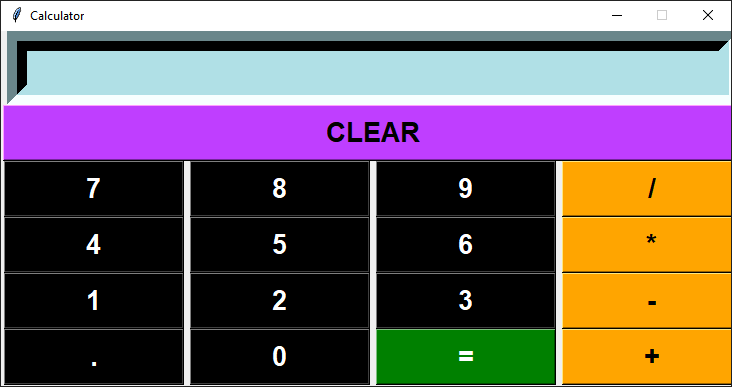 Calculator
CLEAR
7 8 9 /
4 5 6 *
1 2 3 -
. 0 = +